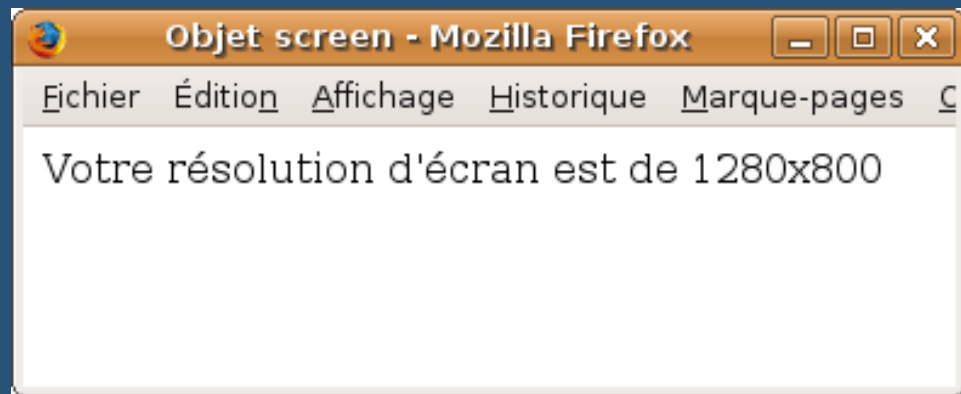 Objet screen - Mozilla Firefox
Fichier Édition Affichage Historique Marque-pages
Votre résolution d'écran est de 1280x800